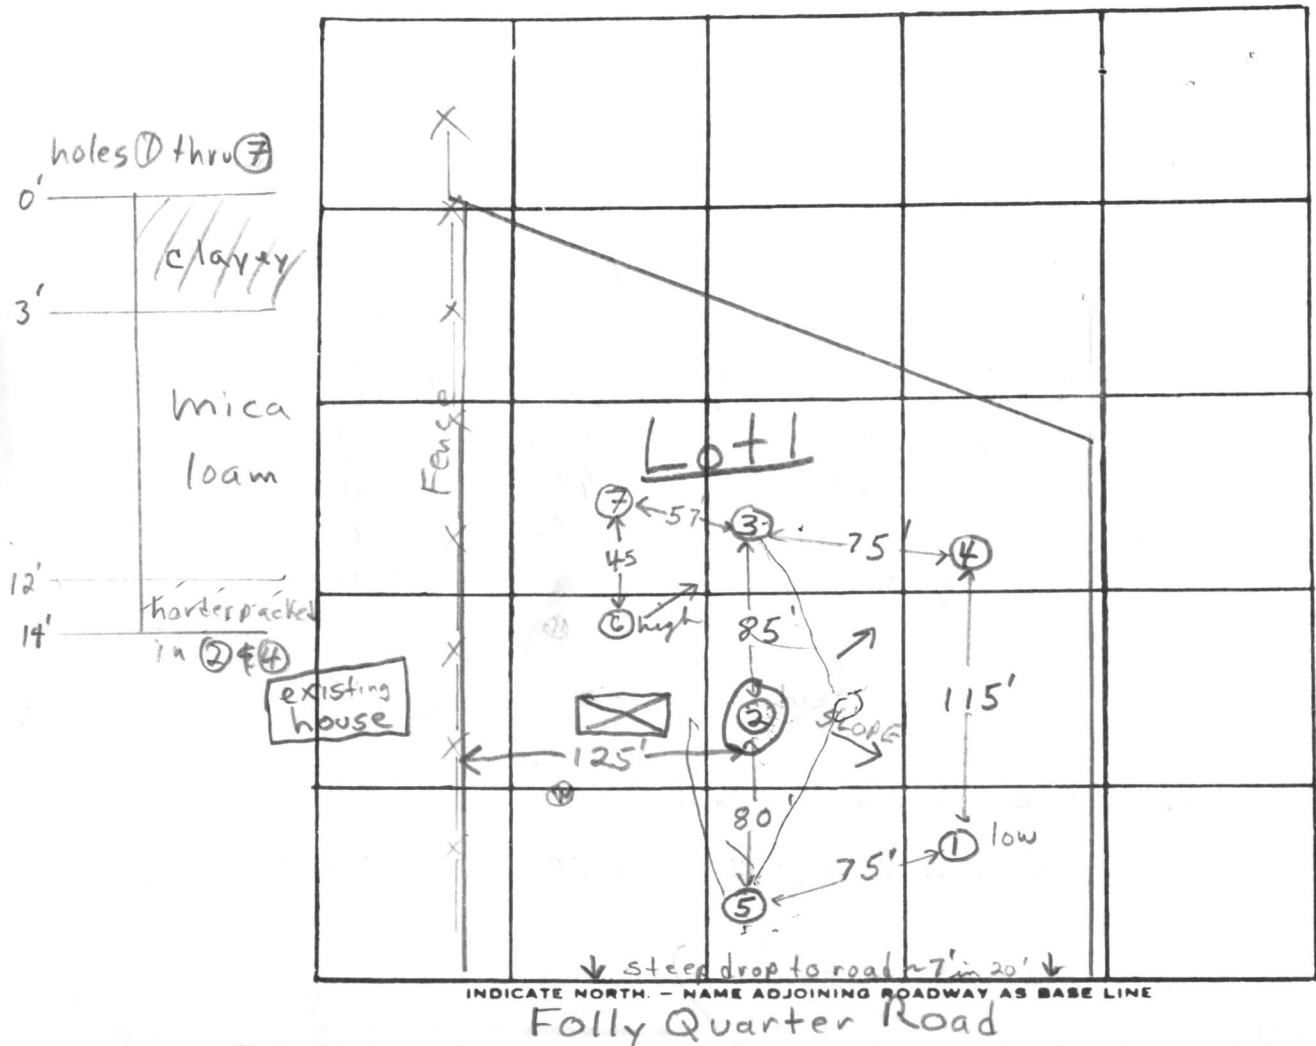 holes ① thru ⑦
0'
clayey
3'
mica
loam
12'
harder packed
14'
in ② & ④
existing
house
Fence
Lot 1
⑦ 57' ③ 75' ④
45
⑥ high
85'
②
SLOPE
115'
125'
80'
75'
① low
⑤
steep drop to road ~7' in 20'
INDICATE NORTH. – NAME ADJOINING ROADWAY AS BASE LINE
Folly Quarter Road